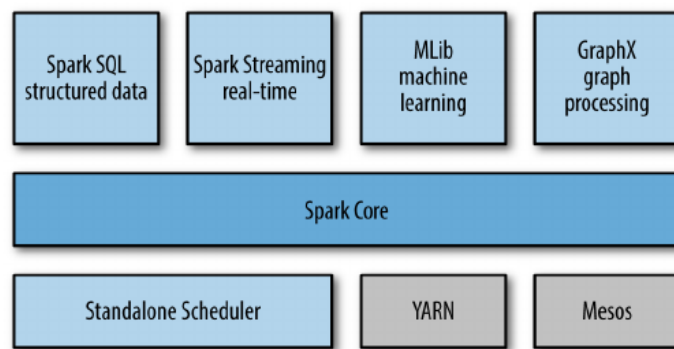 Spark SQL
structured data
Spark Streaming
real-time
MLib
machine
learning
GraphX
graph
processing
Spark Core
Standalone Scheduler
YARN
Mesos